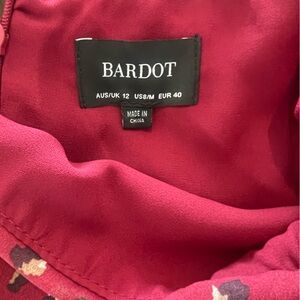 BARDOT
AUS/UK 12 US8/M EUR 40
MADE IN
CHINA